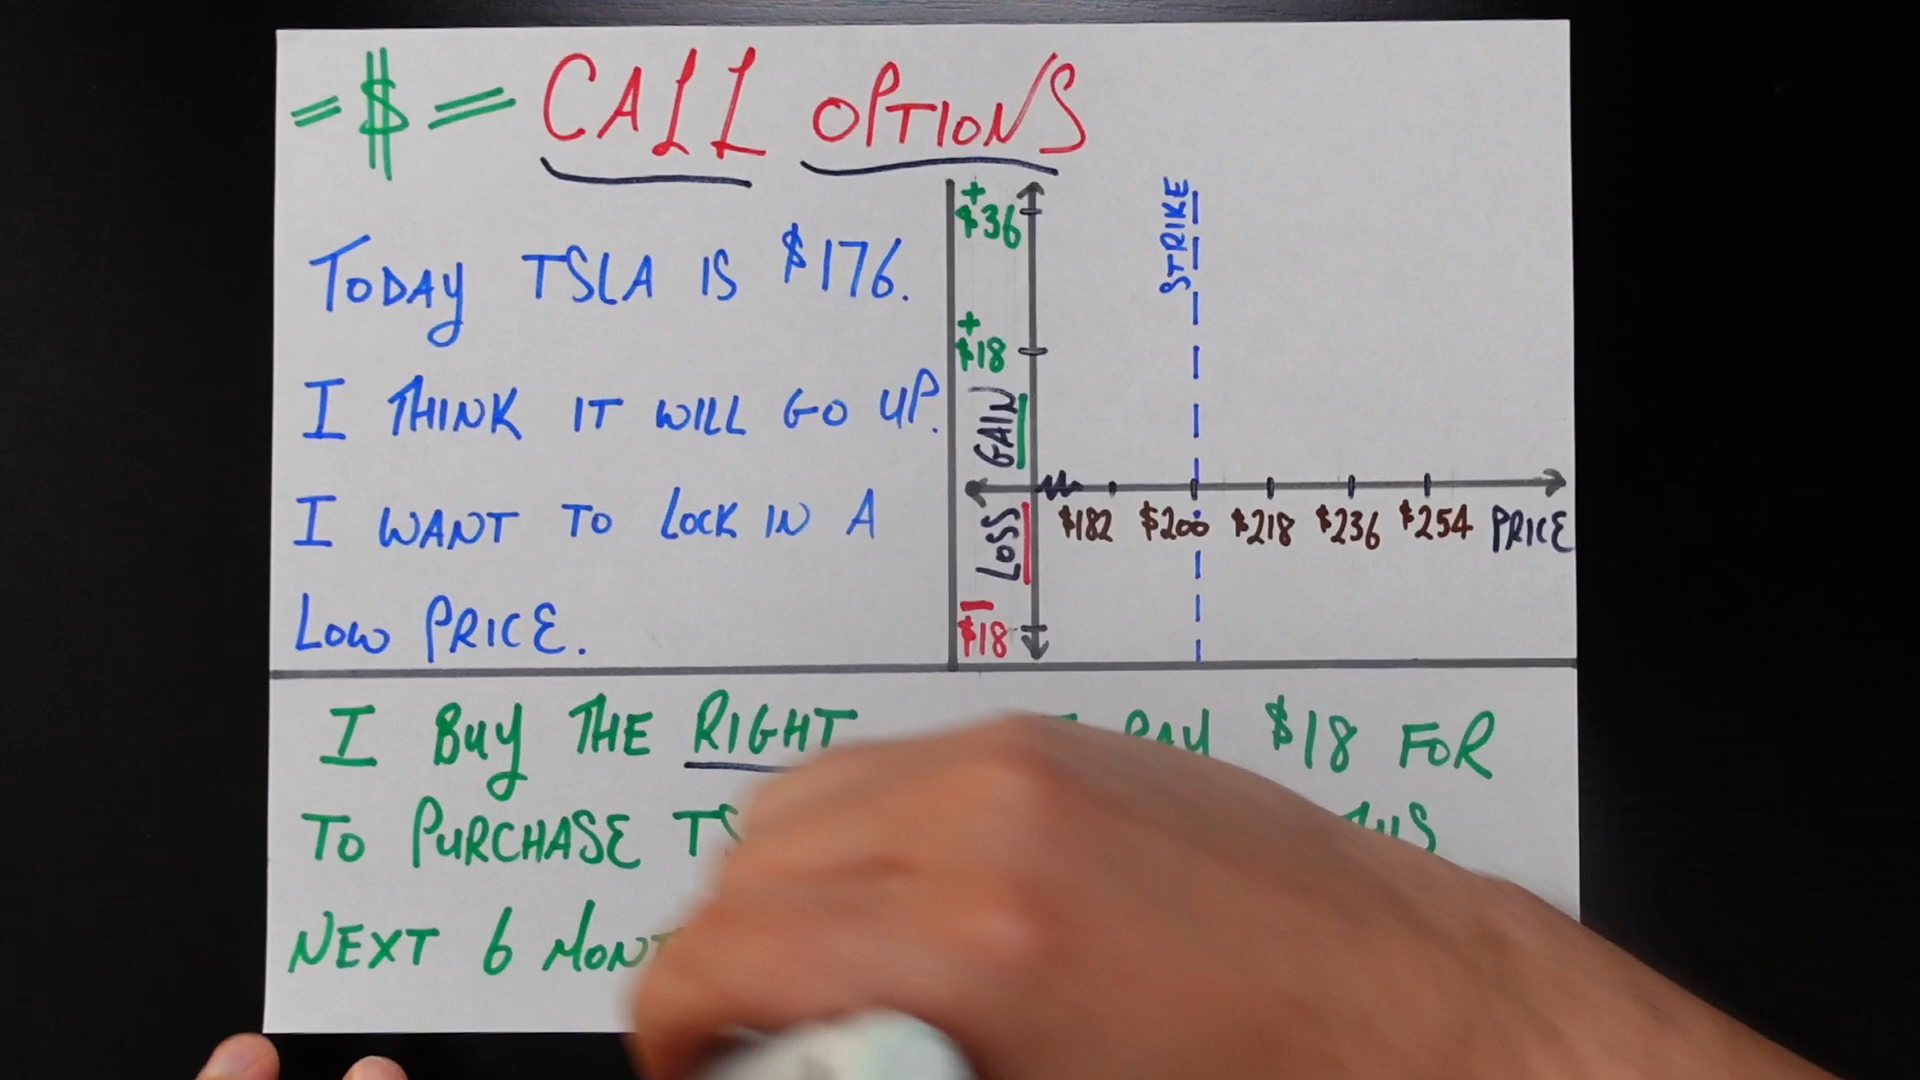 = $ = CALL OPTIONS
TODAY TSLA IS $176.
I THINK IT WILL GO UP.
I WANT TO LOCK IN A
LOW PRICE.
+
$36
+
$18
GAIN
LOSS
-
$18
STRIKE
$182 $200 $218 $236 $254 PRICE
I BUY THE RIGHT PAY $18 FOR
TO PURCHASE
NEXT 6